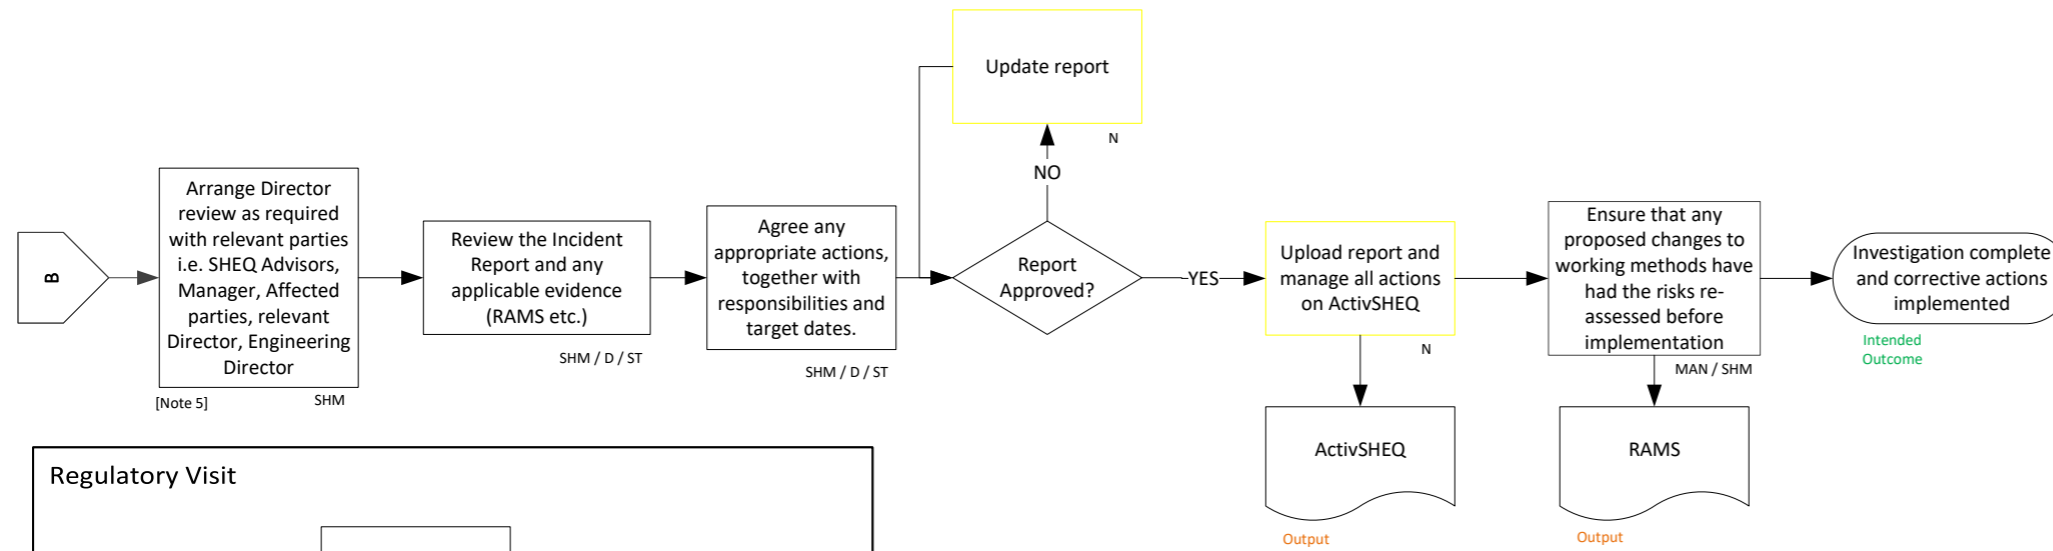 Update report
N
NO
B
Arrange Director
review as required
with relevant parties
i.e. SHEQ Advisors,
Manager, Affected
parties, relevant
Director, Engineering
Director
[Note 5]
SHM
Review the Incident
Report and any
applicable evidence
(RAMS etc.)
SHM / D / ST
Agree any
appropriate actions,
together with
responsibilities and
target dates.
SHM / D / ST
Report
Approved?
YES
Upload report and
manage all actions
on ActivSHEQ
N
Ensure that any
proposed changes to
working methods have
had the risks re-
assessed before
implementation
MAN / SHM
Investigation complete
and corrective actions
implemented
Intended
Outcome
ActivSHEQ
Output
RAMS
Output
Regulatory Visit